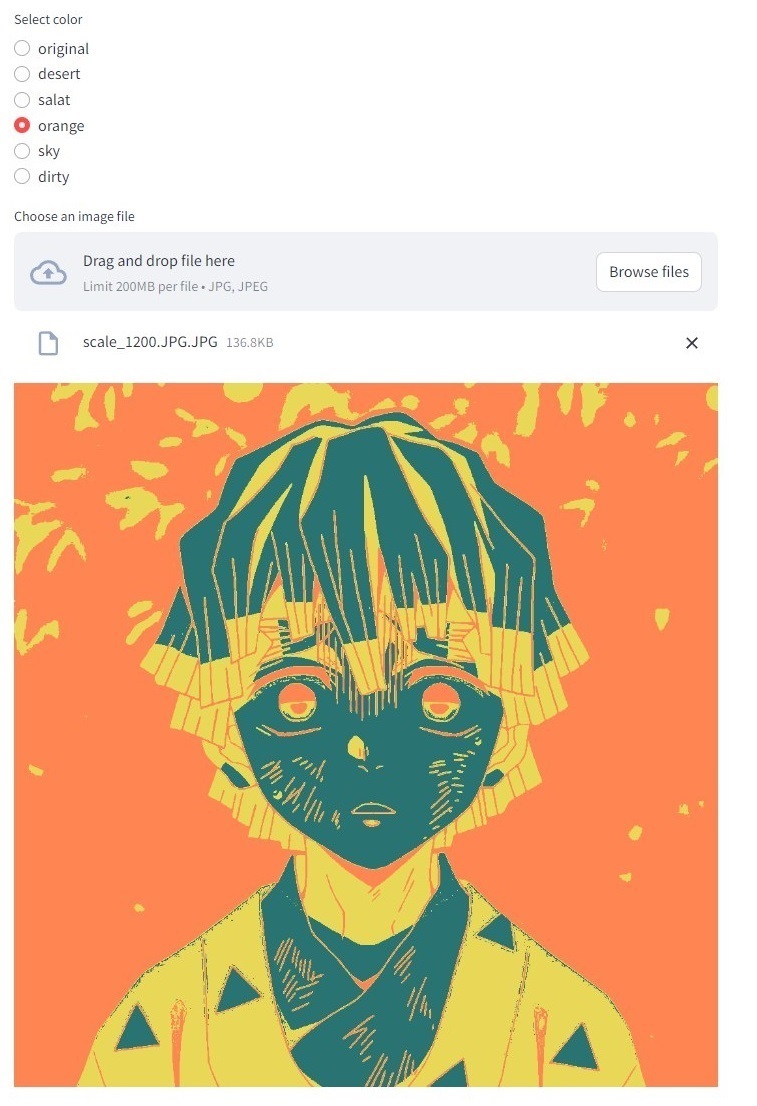 Select color
original
desert
salat
orange
sky
dirty
Choose an image file
Drag and drop file here
Limit 200MB per file • JPG, JPEG
Browse files
scale_1200.JPG.JPG 136.8KB